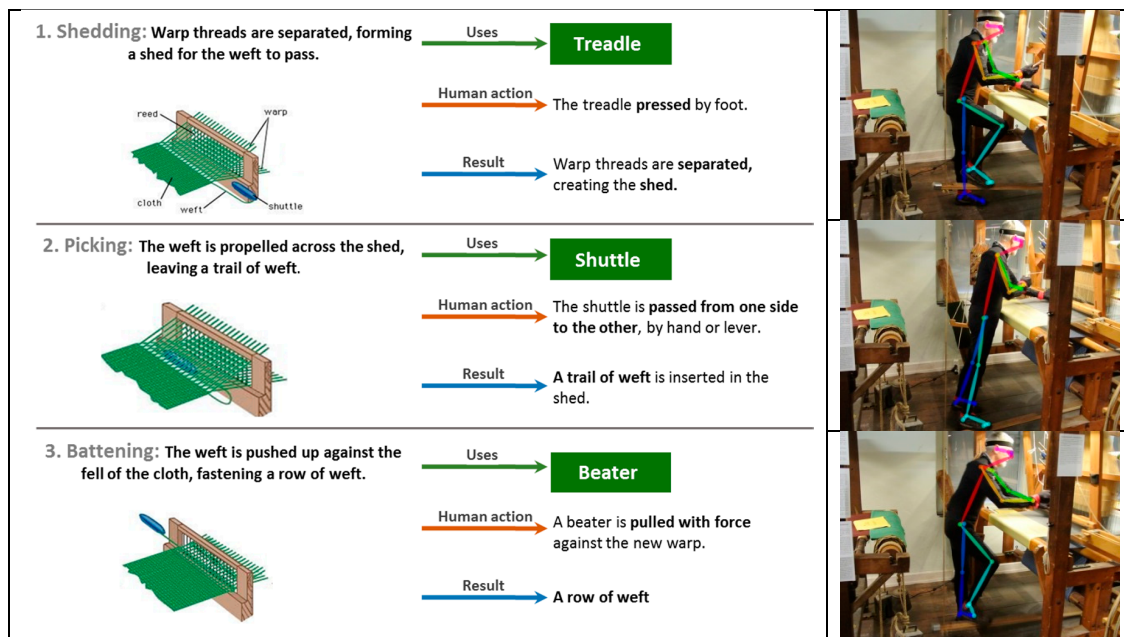 1. Shedding: Warp threads are separated, forming
a shed for the weft to pass.
Uses
Treadle
Human action
The treadle pressed by foot.
Result
Warp threads are separated,
creating the shed.
reed
warp
cloth
weft
shuttle
2. Picking: The weft is propelled across the shed,
leaving a trail of weft.
Uses
Shuttle
Human action
The shuttle is passed from one side
to the other, by hand or lever.
Result
A trail of weft is inserted in the
shed.
3. Battening: The weft is pushed up against the
fell of the cloth, fastening a row of weft.
Uses
Beater
Human action
A beater is pulled with force
against the new warp.
Result
A row of weft